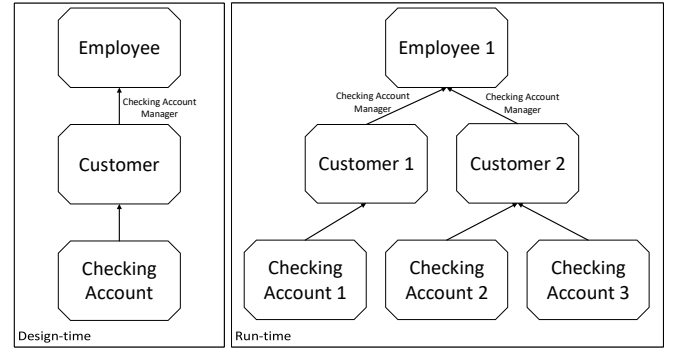 Employee
Checking Account
Manager
Customer
Checking
Account
Design-time
Employee 1
Checking Account
Manager
Checking Account
Manager
Customer 1
Customer 2
Checking
Account 1
Checking
Account 2
Checking
Account 3
Run-time